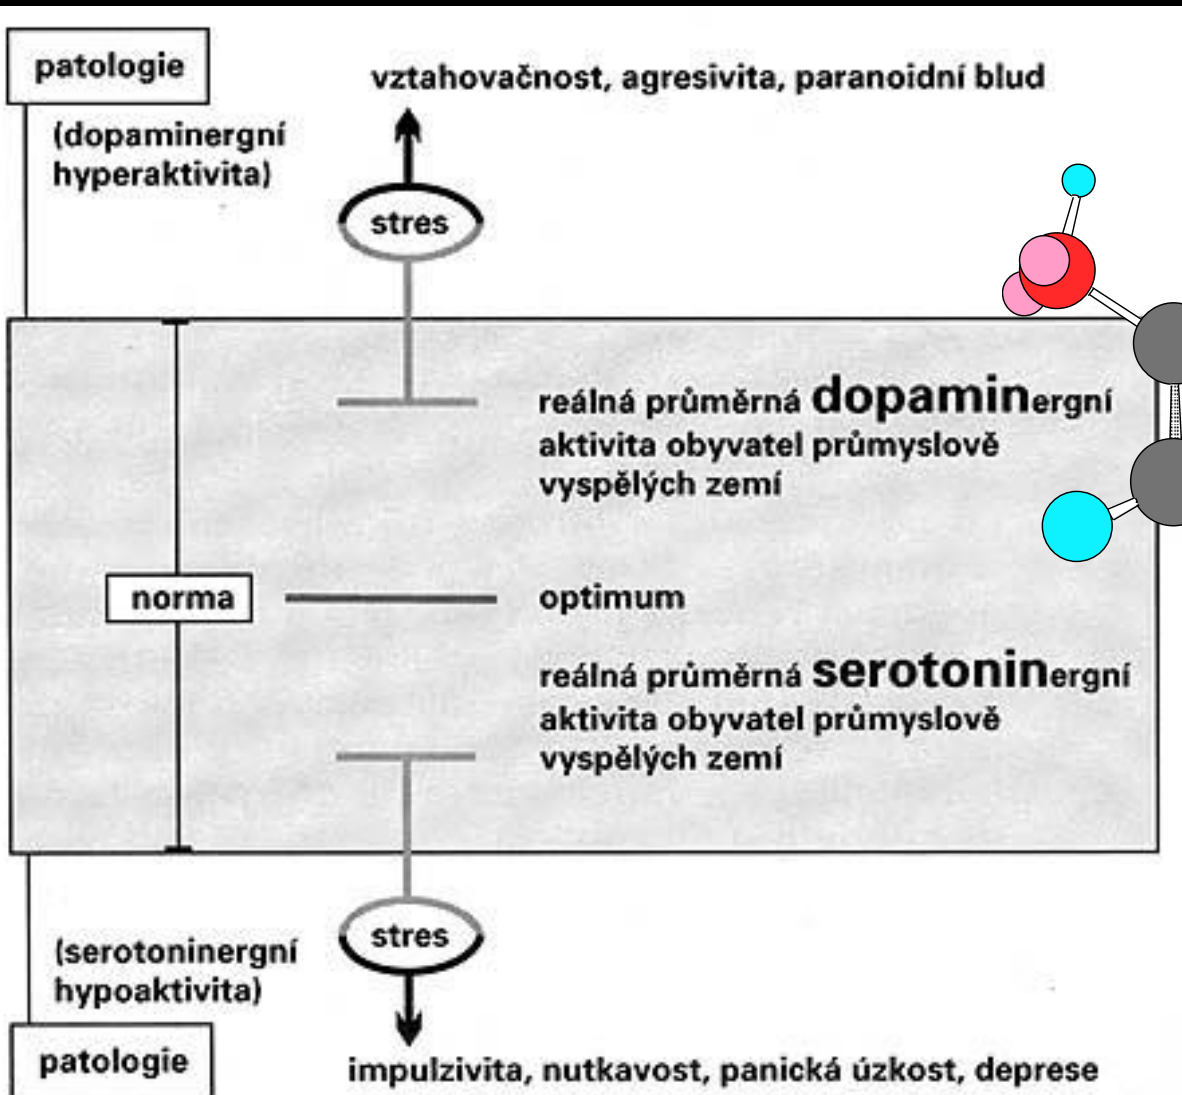 patologie
vztahovačnost, agresivita, paranoidní blud
(dopaminergní
hyperaktivita)
stres
reálná průměrná dopaminergní
aktivita obyvatel průmyslově
vyspělých zemí
norma
optimum
reálná průměrná serotoninergní
aktivita obyvatel průmyslově
vyspělých zemí
stres
(serotoninergní
hypoaktivita)
patologie
impulzivita, nutkavost, panická úzkost, deprese